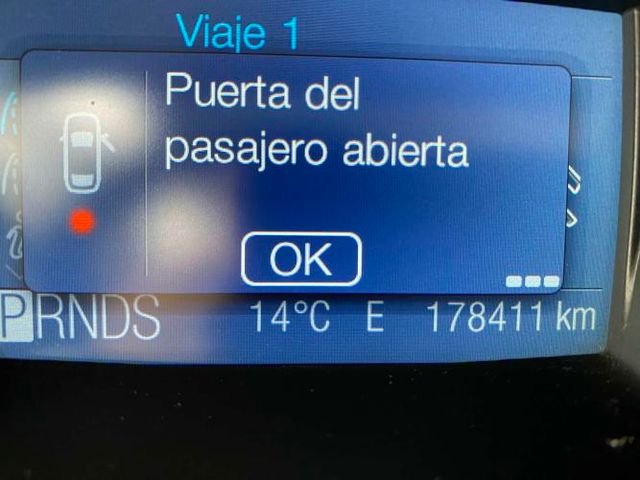 Viaje 1
Puerta del
pasajero abierta
OK
PRNDS 14°C E 178411 km